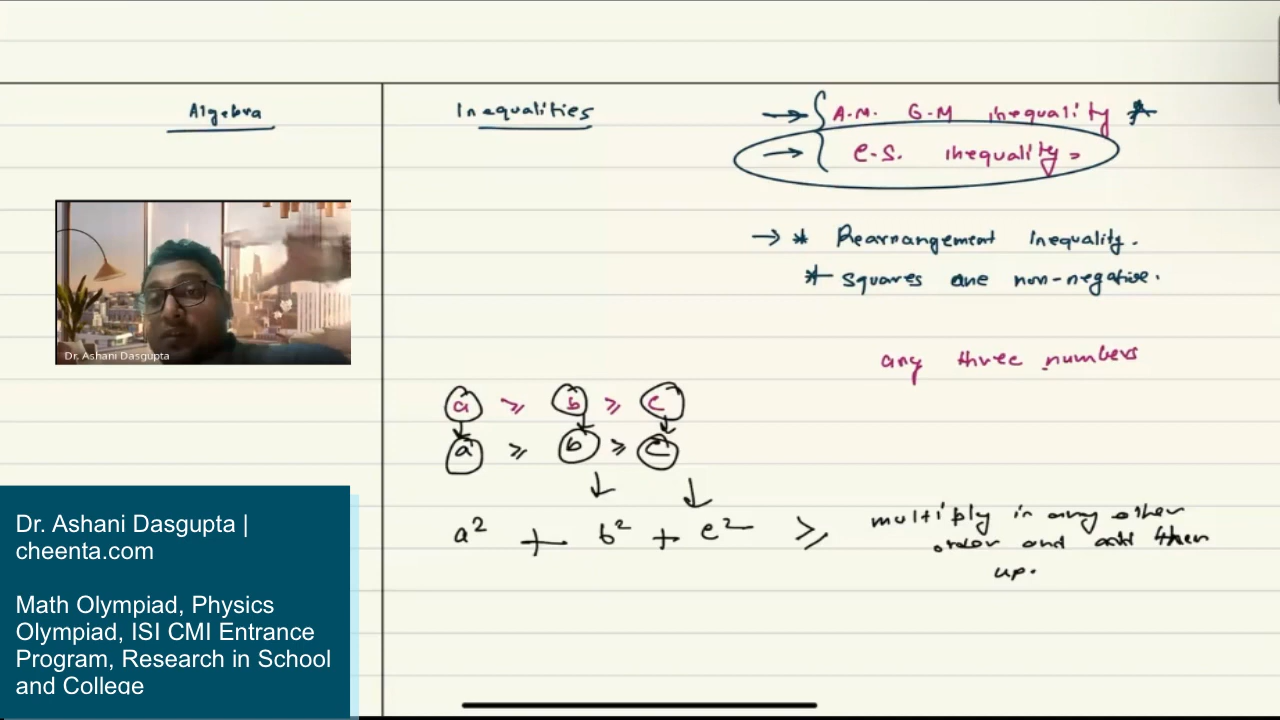 Algebra
Inequalities
→ { A.M. G.M inequality *
→ { C.S. inequality
→ * Rearrangement Inequality.
* Squares are non-negative.
any three numbers
a ≥ b ≥ c
a ≥ b ≥ c
a² + b² + c² ≥ multiply in any other
order and add them
up.
Dr. Ashani Dasgupta
Dr. Ashani Dasgupta |
cheenta.com
Math Olympiad, Physics
Olympiad, ISI CMI Entrance
Program, Research in School
and College